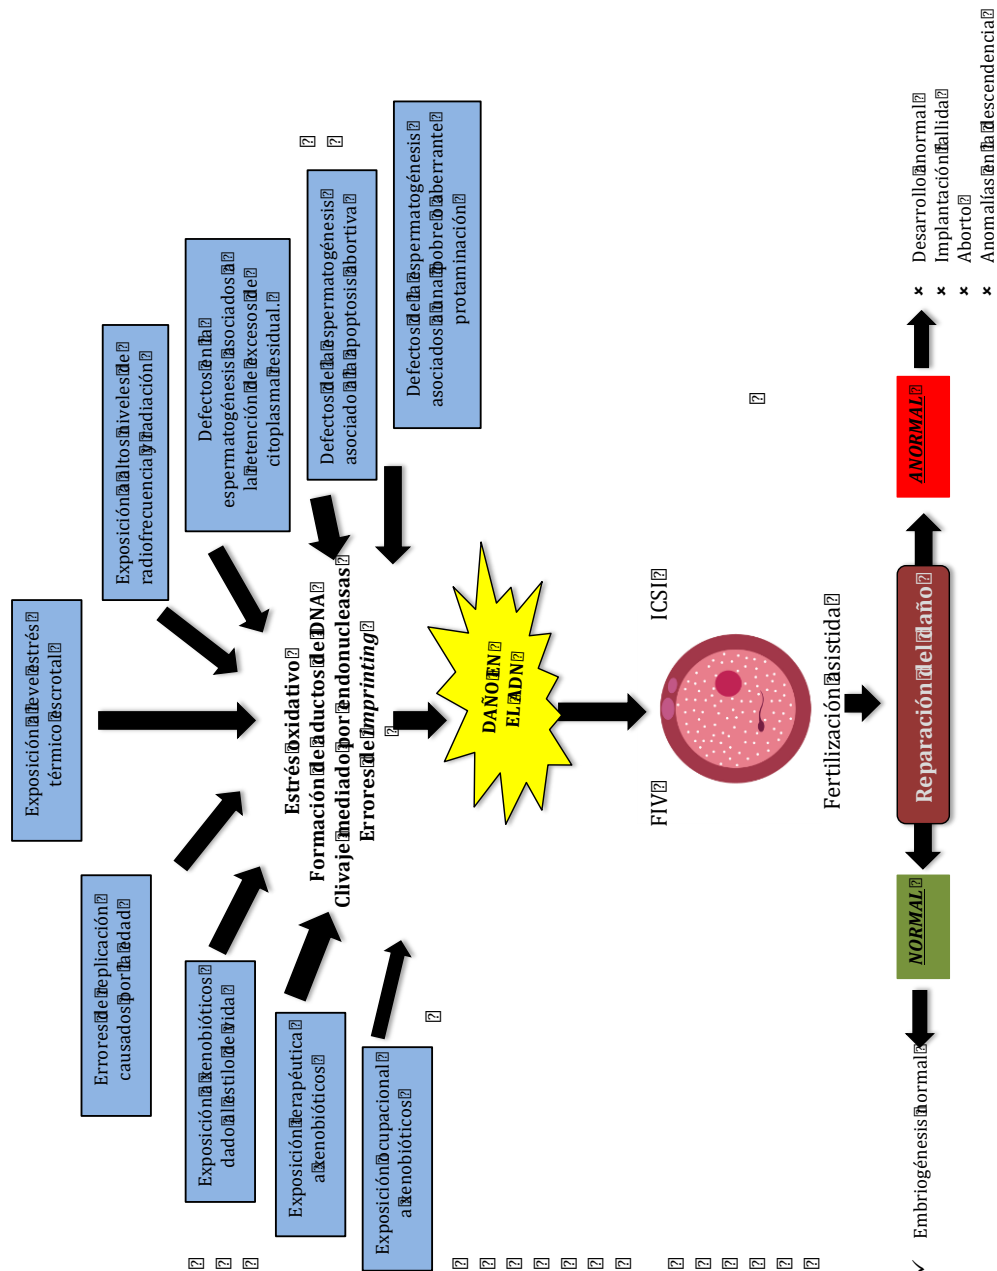 Exposición a leve estrés
térmico escrotal
Errores de replicación
causados por la edad
Exposición a altos niveles de
radiofrecuencia y radiación
Exposición a xenobióticos
dado al estilo de vida
Defectos en la
espermatogénesis asociados a
la retención de excesos de
citoplasma residual.
Exposición terapéutica
a xenobióticos
Defectos de la espermatogénesis
asociado a la apoptosis abortiva
Exposición ocupacional
a xenobióticos
Defectos de la espermatogénesis
asociados a una pobre o aberrante
protaminación
Estrés oxidativo
Formación de aductos de DNA
Clivaje mediado por endonucleasas
Errores de imprinting
DAÑO EN
EL ADN
FIV
ICSI
Fertilización asistida
Reparación del daño
NORMAL
ANORMAL
✓ Embriogénesis normal
× Desarrollo anormal
× Implantación fallida
× Aborto
× Anomalías en la descendencia